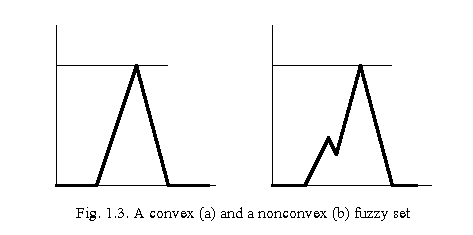 Fig. 1.3. A convex (a) and a nonconvex (b) fuzzy set